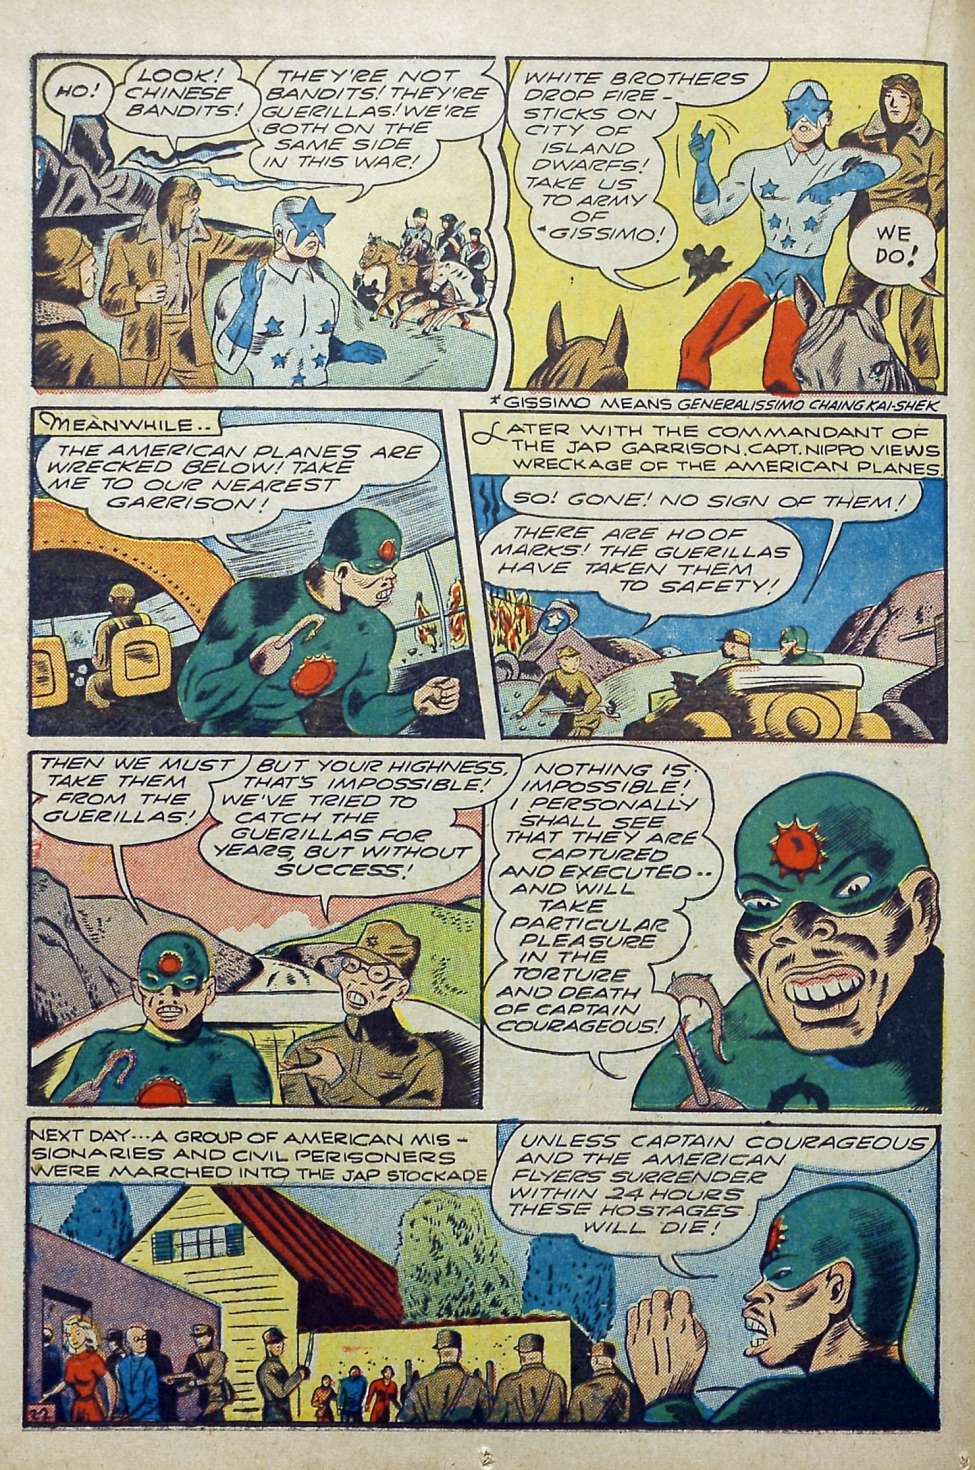 HO!
LOOK!
CHINESE
BANDITS!
THEY'RE NOT
BANDITS! THEY'RE
GUERILLAS! WE'RE
BOTH ON THE
SAME SIDE
IN THIS WAR!
WHITE BROTHERS
DROP FIRE-
STICKS ON
CITY OF
ISLAND
DWARFS!
TAKE US
TO ARMY
OF
*GISSIMO!
WE
DO!
* GISSIMO MEANS GENERALISSIMO CHAING KAI-SHEK
MEANWHILE..
THE AMERICAN PLANES ARE
WRECKED BELOW! TAKE
ME TO OUR NEAREST
GARRISON!
LATER WITH THE COMMANDANT OF
THE JAP GARRISON, CAPT. NIPPO VIEWS
WRECKAGE OF THE AMERICAN PLANES.
SO! GONE! NO SIGN OF THEM!
THERE ARE HOOF
MARKS! THE GUERILLAS
HAVE TAKEN THEM
TO SAFETY!
THEN WE MUST
TAKE THEM
FROM THE
GUERILLAS!
BUT YOUR HIGHNESS,
THAT'S IMPOSSIBLE!
WE'VE TRIED TO
CATCH THE
GUERILLAS FOR
YEARS, BUT WITHOUT
SUCCESS!
NOTHING IS
IMPOSSIBLE!
I PERSONALLY
SHALL SEE
THAT THEY ARE
CAPTURED
AND EXECUTED--
AND WILL
TAKE
PARTICULAR
PLEASURE
IN THE
TORTURE
AND DEATH
OF CAPTAIN
COURAGEOUS!
NEXT DAY---A GROUP OF AMERICAN MIS-
SIONARIES AND CIVIL PERISONERS
WERE MARCHED INTO THE JAP STOCKADE
UNLESS CAPTAIN COURAGEOUS
AND THE AMERICAN
FLYERS SURRENDER
WITHIN 24 HOURS
THESE HOSTAGES
WILL DIE!
22